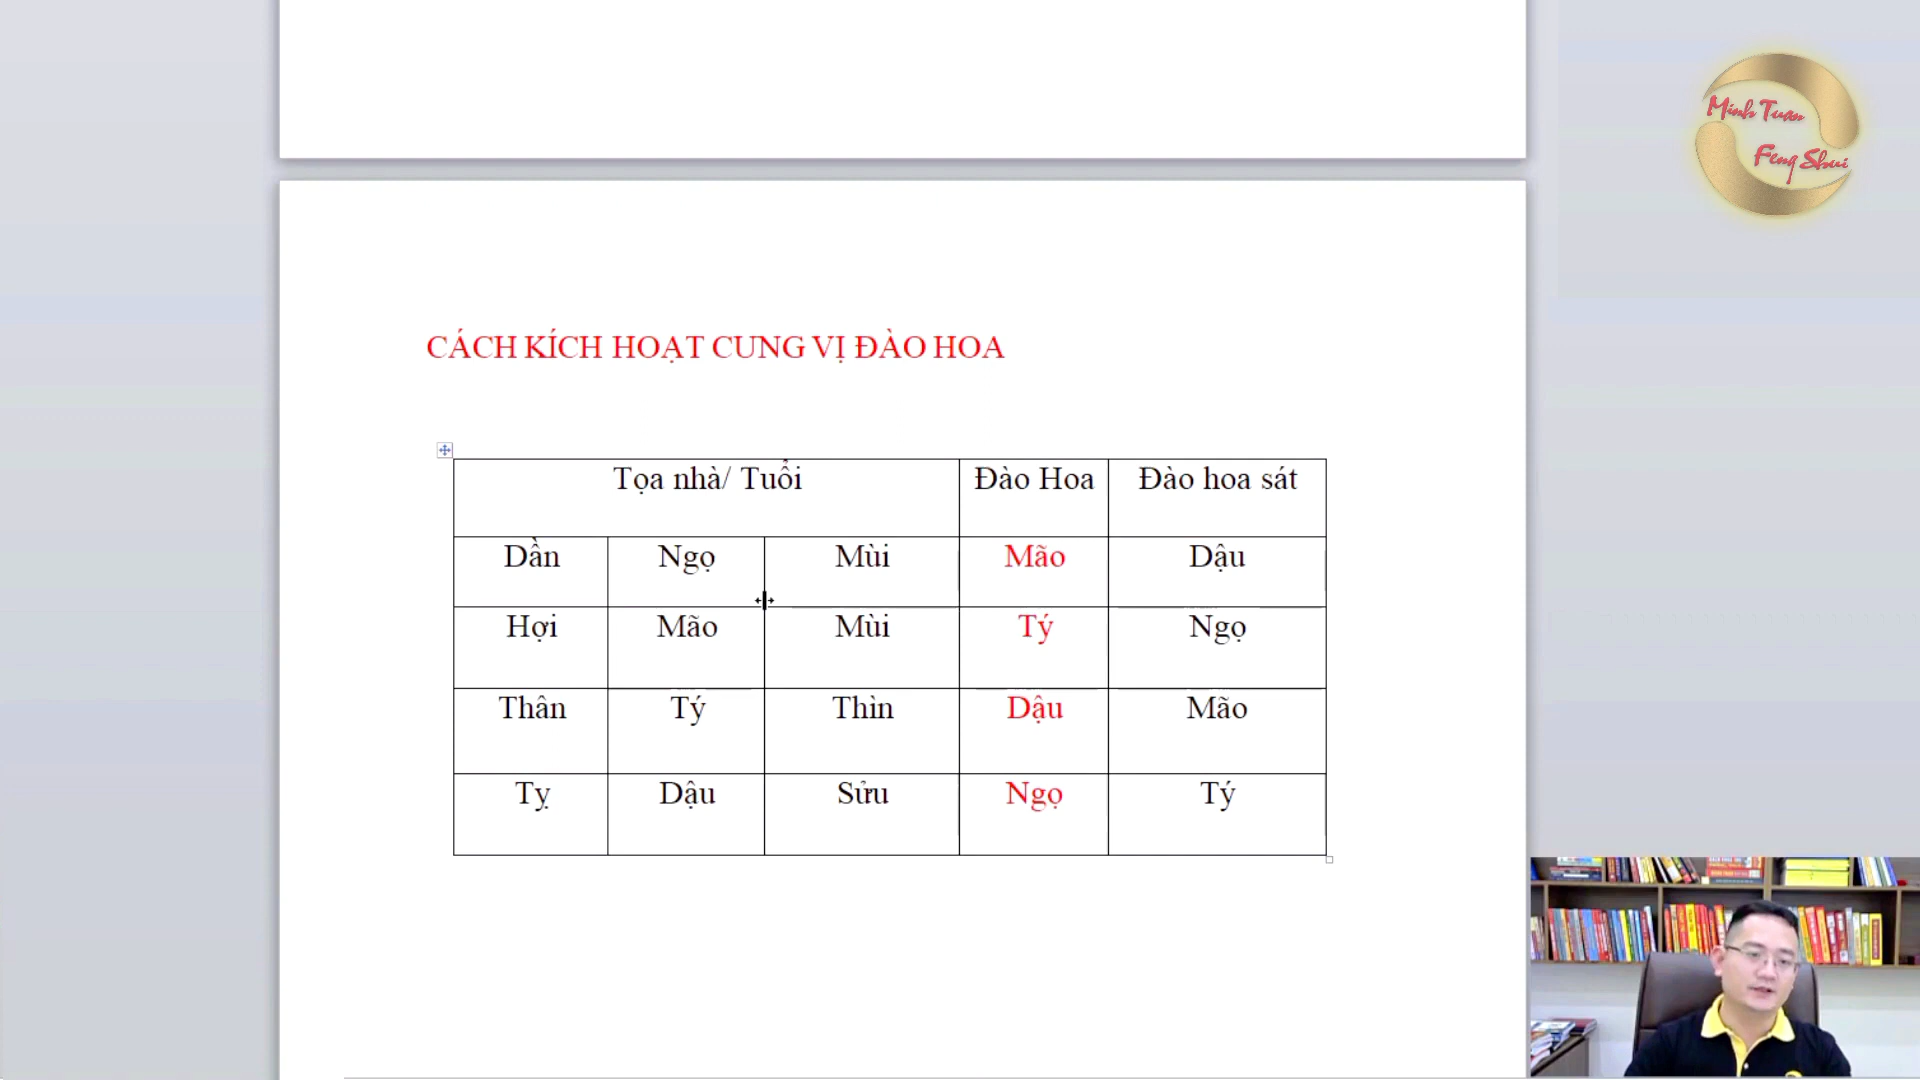 Minh Tuan
Feng Shui
CÁCH KÍCH HOẠT CUNG VỊ ĐÀO HOA
Tọa nhà/ Tuổi Đào Hoa Đào hoa sát
Dần Ngọ Mùi Mão Dậu
Hợi Mão Mùi Tý Ngọ
Thân Tý Thìn Dậu Mão
Tỵ Dậu Sửu Ngọ Tý